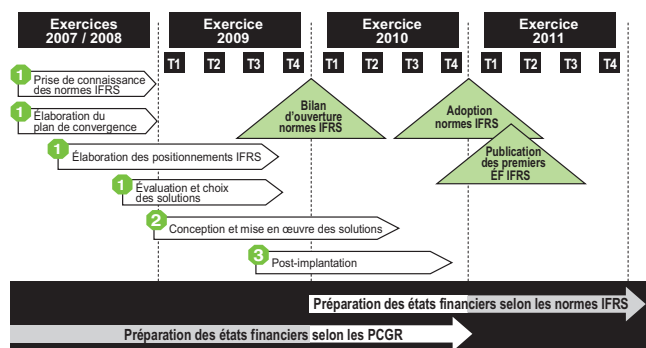 Exercices
2007 / 2008
Exercice
2009
Exercice
2010
Exercice
2011
T1 T2 T3 T4 T1 T2 T3 T4 T1 T2 T3 T4
1 Prise de connaissance
des normes IFRS
1 Élaboration du
plan de convergence
1 Élaboration des positionnements IFRS
1 Évaluation et choix
des solutions
2 Conception et mise en œuvre des solutions
3 Post-implantation
Bilan
d'ouverture
normes IFRS
Adoption
normes IFRS
Publication
des premiers
ÉF IFRS
Préparation des états financiers selon les normes IFRS
Préparation des états financiers selon les PCGR